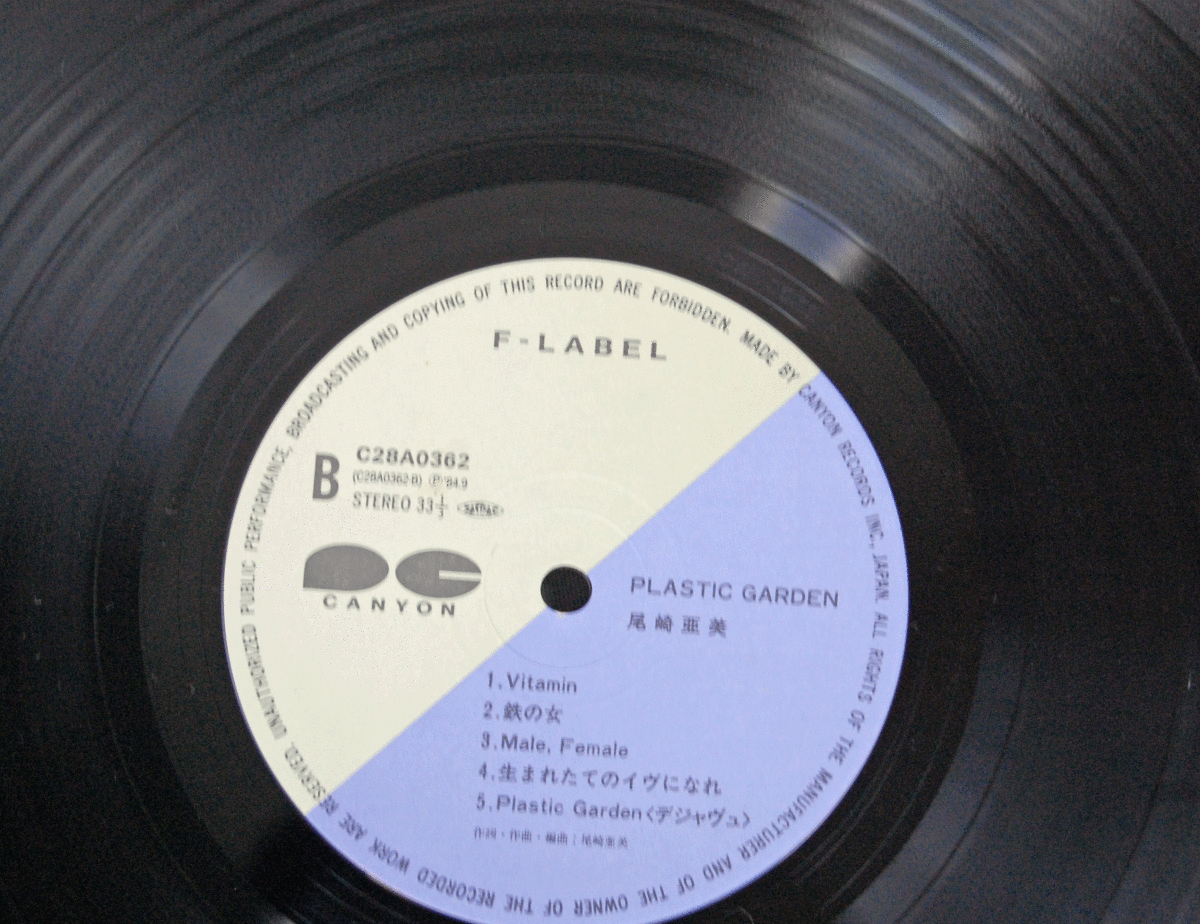 UNAUTHORIZED PUBLIC PERFORMANCE, BROADCASTING AND COPYING OF THIS RECORD ARE FORBIDDEN. MADE BY CANYON RECORDS INC., JAPAN. ALL RIGHTS OF THE MANUFACTURER AND OF THE OWNER OF THE RECORDED WORK ARE RESERVED.
F-LABEL
B
C28A0362
(C28A0362-B) Ⓟ'84.9
STEREO 33⅓
CANYON
PLASTIC GARDEN
尾崎亜美
1.Vitamin
2.鉄の女
3.Male, Female
4.生まれたてのイヴになれ
5.Plastic Garden〈デジャヴュ〉
作詞・作曲・編曲:尾崎亜美